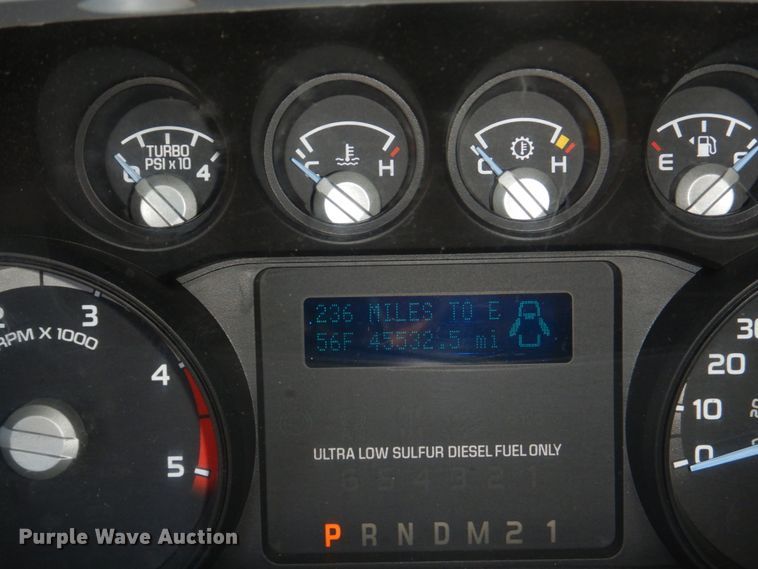 TURBO
PSI x 10
0 4
C H
C H
E F
236 MILES TO E
56F 45532.5 mi
2 3
RPM X 1000
4
5
30
20
10
0
ULTRA LOW SULFUR DIESEL FUEL ONLY
P R N D M 2 1
Purple Wave Auction®